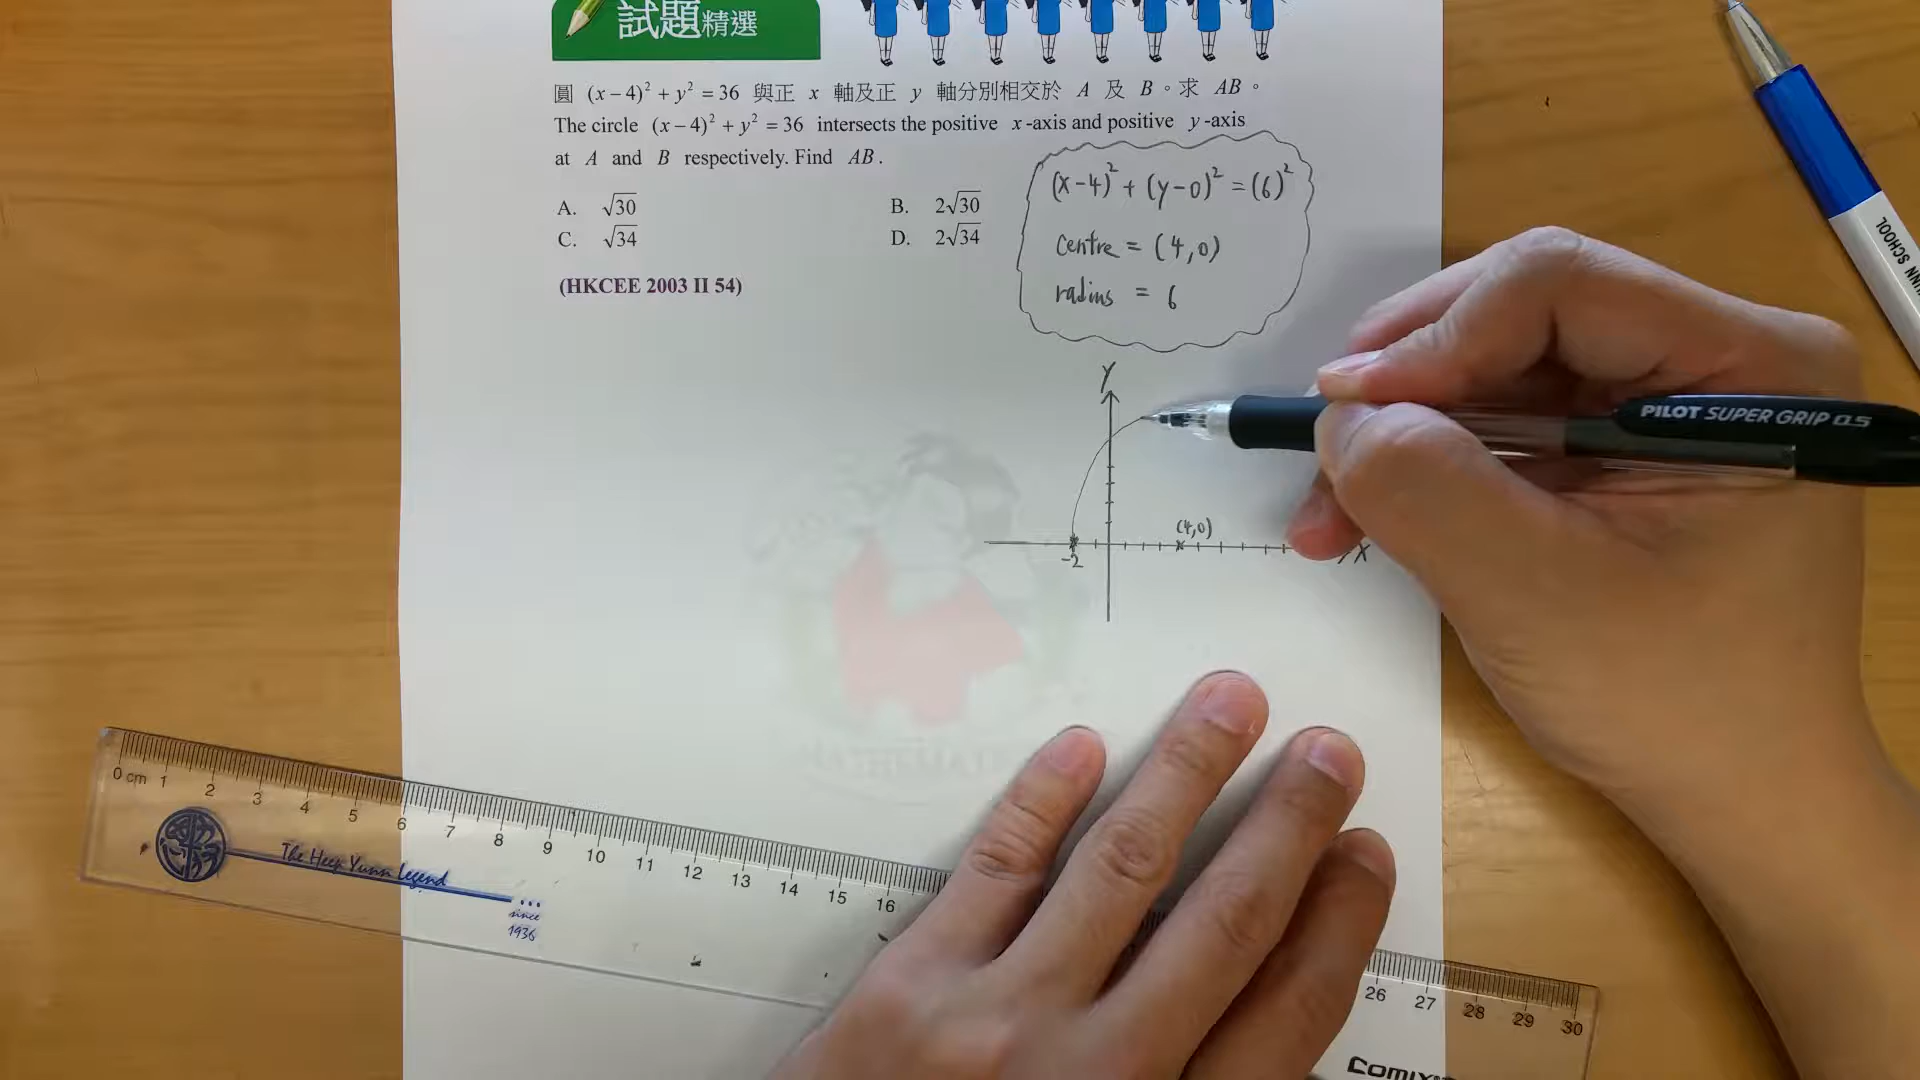 試題精選
圓 (x − 4)² + y² = 36 與正 x 軸及正 y 軸分別相交於 A 及 B。求 AB。
The circle (x − 4)² + y² = 36 intersects the positive x-axis and positive y-axis
at A and B respectively. Find AB.
A. √30
B. 2√30
C. √34
D. 2√34
(HKCEE 2003 II 54)
(x-4)² + (y-0)² = (6)²
centre = (4,0)
radius = 6
y
(4,0)
-2
x
PILOT SUPER GRIP 0.5
UNN SCHOOL
MATHEMAT
0 cm 1 2 3 4 5 6 7 8 9 10 11 12 13 14 15 16 26 27 28 29 30
The Heep Yunn Legend ...
since
1936